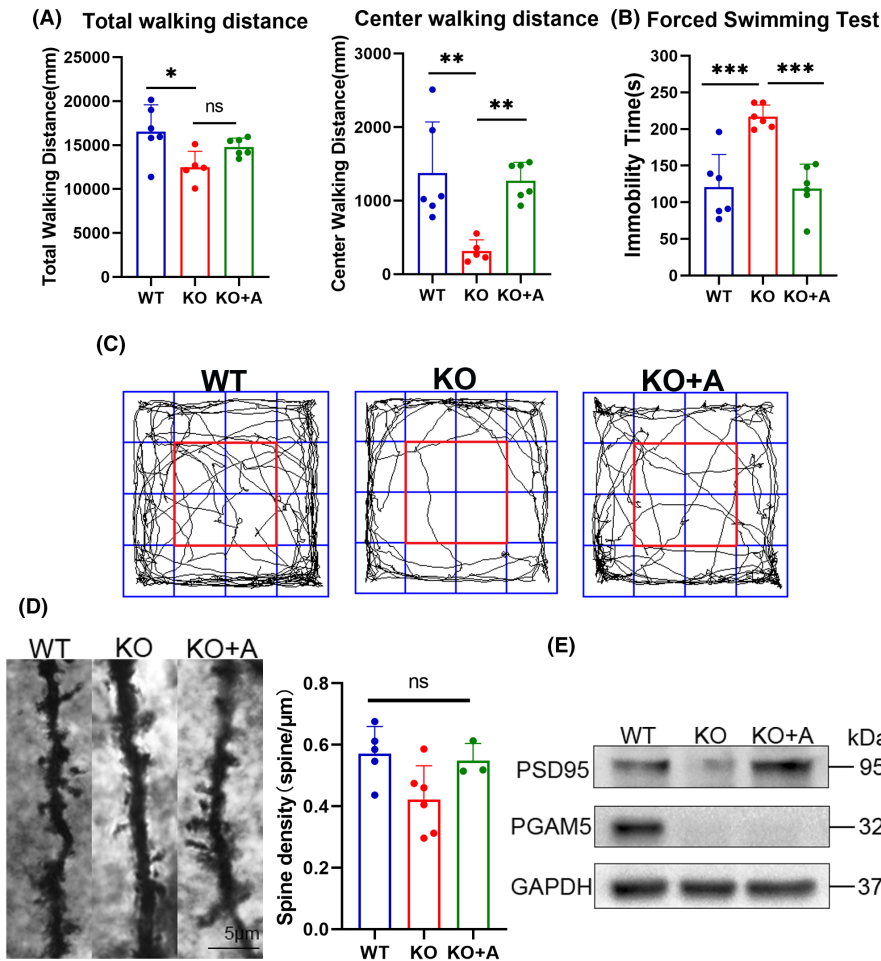 (A)
Total walking distance
Total Walking Distance(mm)
25000
20000
15000
10000
5000
0
*
ns
WT KO KO+A
Center walking distance
Center Walking Distance(mm)
3000
2000
1000
0
**
**
WT KO KO+A
(B) Forced Swimming Test
Immobility Time(s)
300
250
200
150
100
50
0
*** ***
WT KO KO+A
(C)
WT KO KO+A
(D)
WT KO KO+A
5μm
Spine density(spine/μm)
0.8
0.6
0.4
0.2
0.0
ns
WT KO KO+A
(E)
WT KO KO+A kDa
PSD95 95
PGAM5 32
GAPDH 37